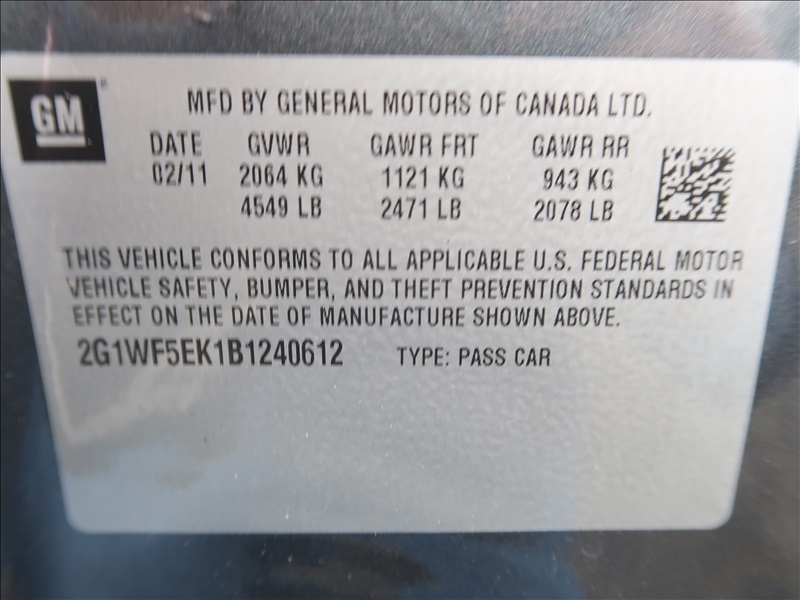 GM
MFD BY GENERAL MOTORS OF CANADA LTD.
DATE GVWR GAWR FRT GAWR RR
02/11 2064 KG 1121 KG 943 KG
4549 LB 2471 LB 2078 LB
THIS VEHICLE CONFORMS TO ALL APPLICABLE U.S. FEDERAL MOTOR
VEHICLE SAFETY, BUMPER, AND THEFT PREVENTION STANDARDS IN
EFFECT ON THE DATE OF MANUFACTURE SHOWN ABOVE.
2G1WF5EK1B1240612 TYPE: PASS CAR